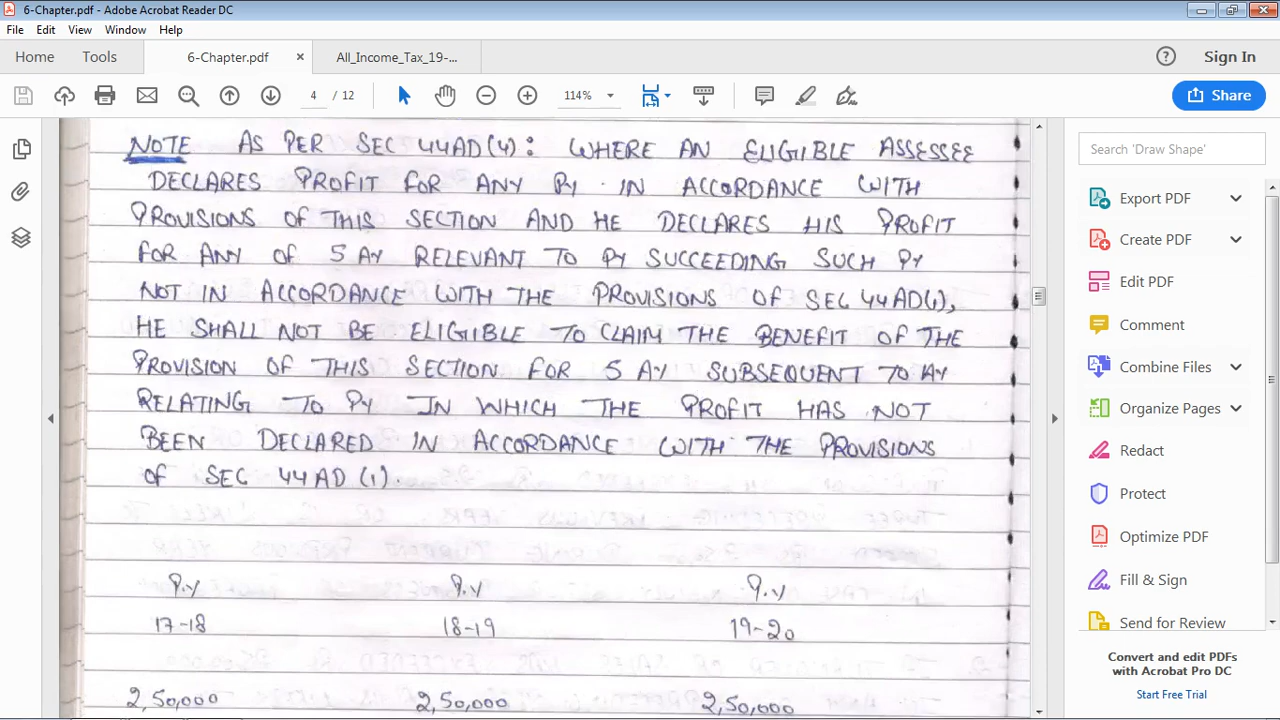 6-Chapter.pdf - Adobe Acrobat Reader DC
File Edit View Window Help
Home Tools 6-Chapter.pdf × All_Income_Tax_19-... Sign In
4 / 12 114% Share
NOTE AS PER SEC 44AD(4): WHERE AN ELIGIBLE ASSESSEE
DECLARES PROFIT FOR ANY PY IN ACCORDANCE WITH
PROVISIONS OF THIS SECTION AND HE DECLARES HIS PROFIT
FOR ANY OF 5 AY RELEVANT TO PY SUCCEEDING SUCH PY
NOT IN ACCORDANCE WITH THE PROVISIONS OF SEC 44AD(1),
HE SHALL NOT BE ELIGIBLE TO CLAIM THE BENEFIT OF THE
PROVISION OF THIS SECTION FOR 5 AY SUBSEQUENT TO AY
RELATING TO PY IN WHICH THE PROFIT HAS NOT
BEEN DECLARED IN ACCORDANCE WITH THE PROVISIONS
OF SEC 44AD (1).
P.Y P.Y P.Y
17-18 18-19 19-20
2,50,000 2,50,000 2,50,000
Search 'Draw Shape'
Export PDF
Create PDF
Edit PDF
Comment
Combine Files
Organize Pages
Redact
Protect
Optimize PDF
Fill & Sign
Send for Review
Convert and edit PDFs
with Acrobat Pro DC
Start Free Trial